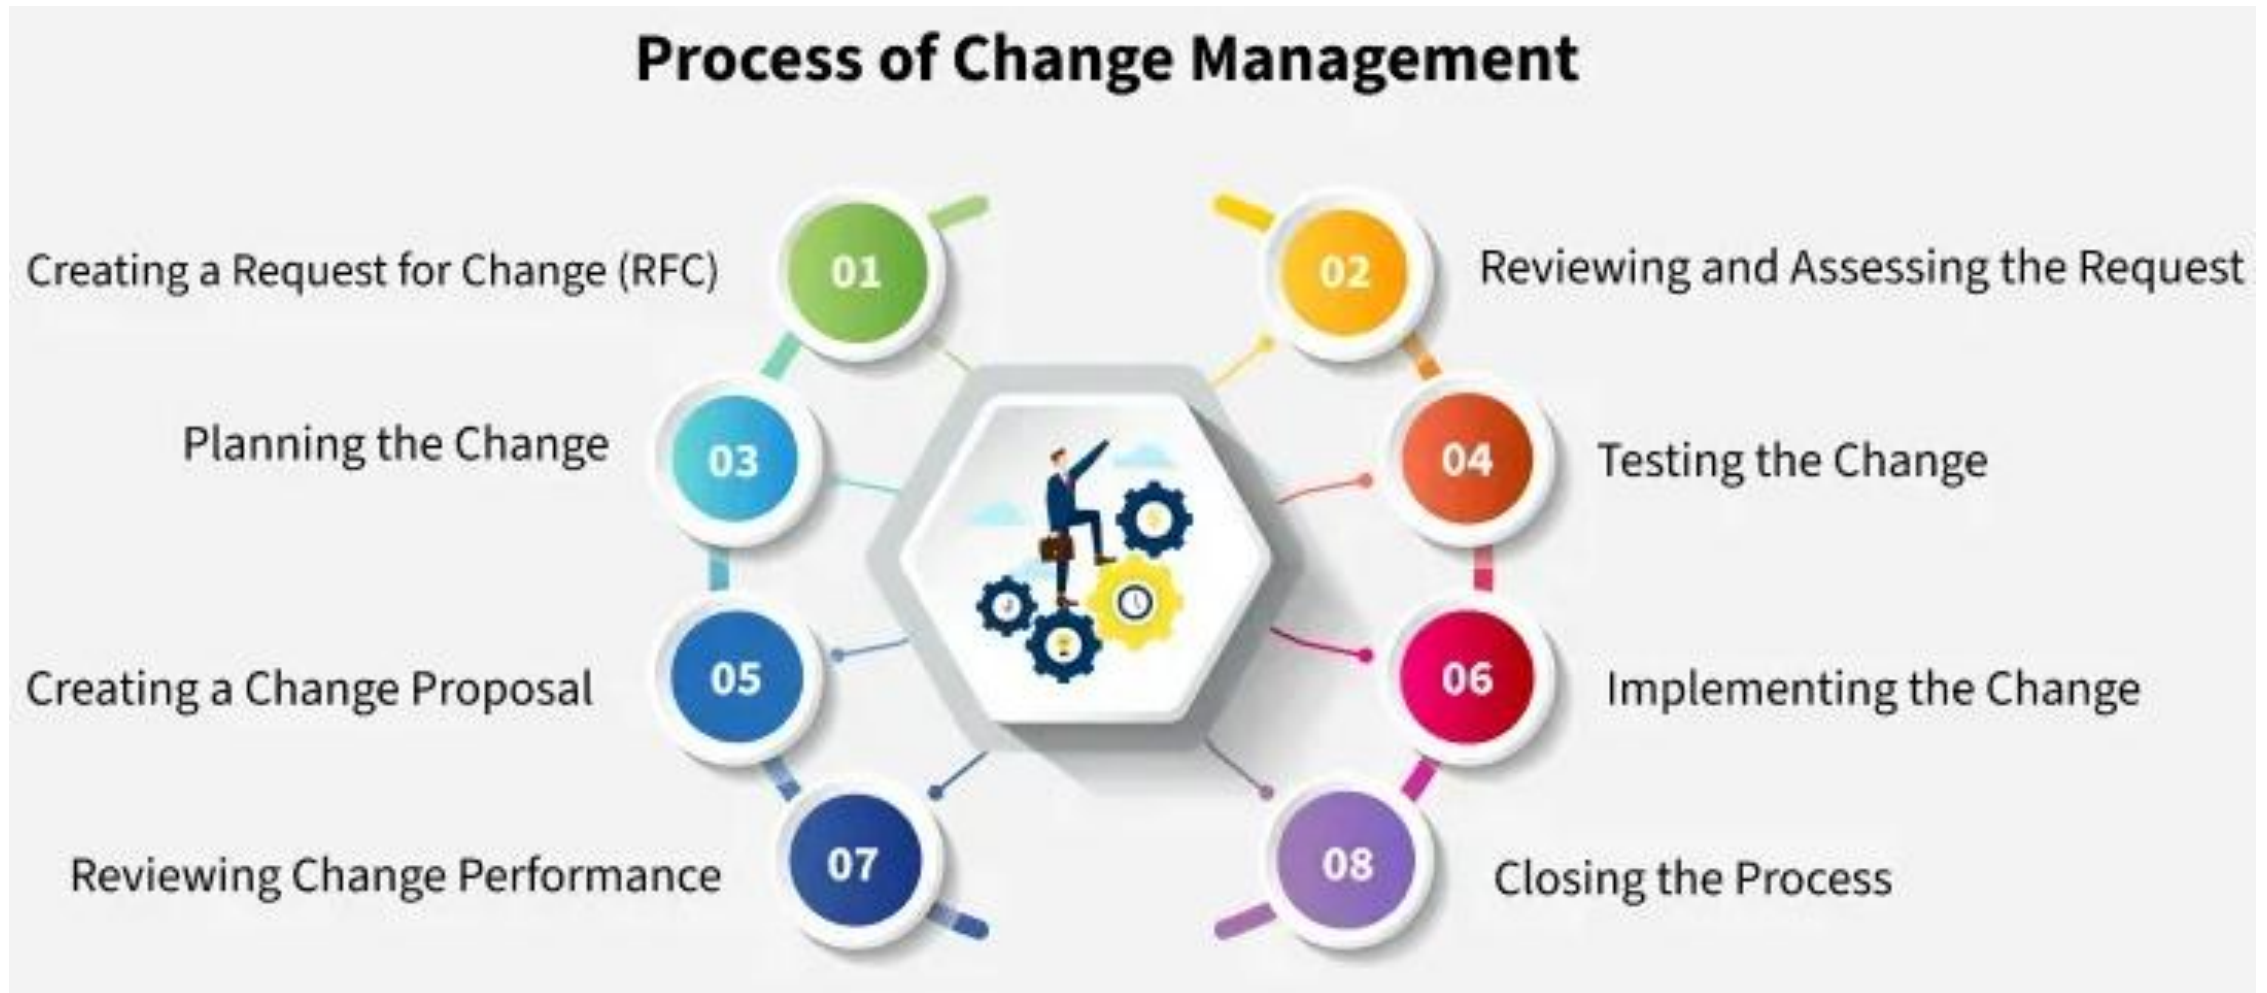 Process of Change Management
01
Creating a Request for Change (RFC)
02
Reviewing and Assessing the Request
03
Planning the Change
04
Testing the Change
05
Creating a Change Proposal
06
Implementing the Change
07
Reviewing Change Performance
08
Closing the Process